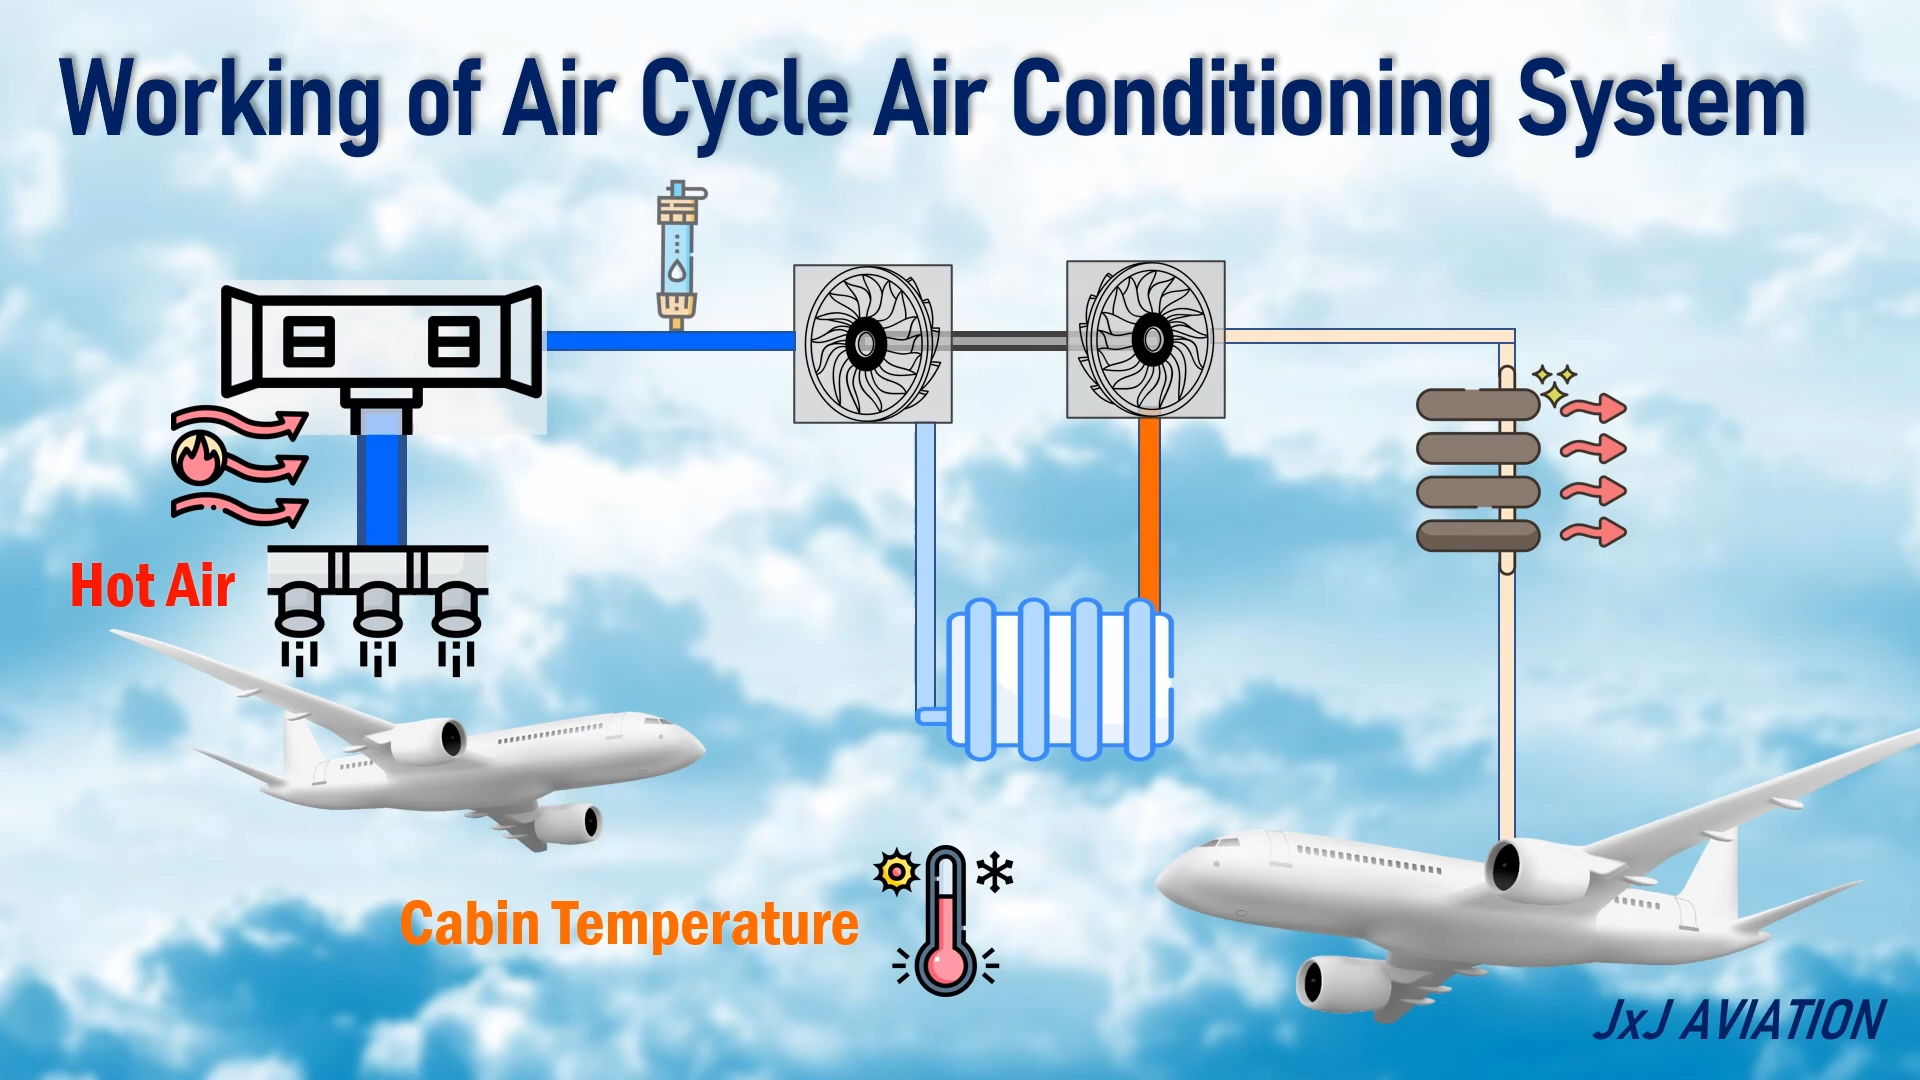 Working of Air Cycle Air Conditioning System
Hot Air
Cabin Temperature
JxJ AVIATION